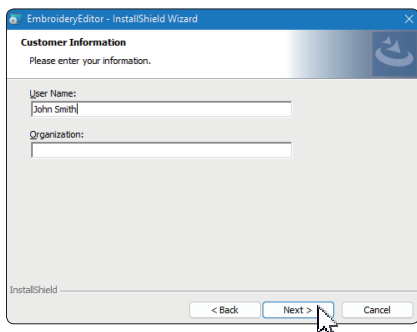 EmbroideryEditor - InstallShield Wizard
Customer Information
Please enter your information.
User Name:
John Smith
Organization:
InstallShield
< Back Next > Cancel